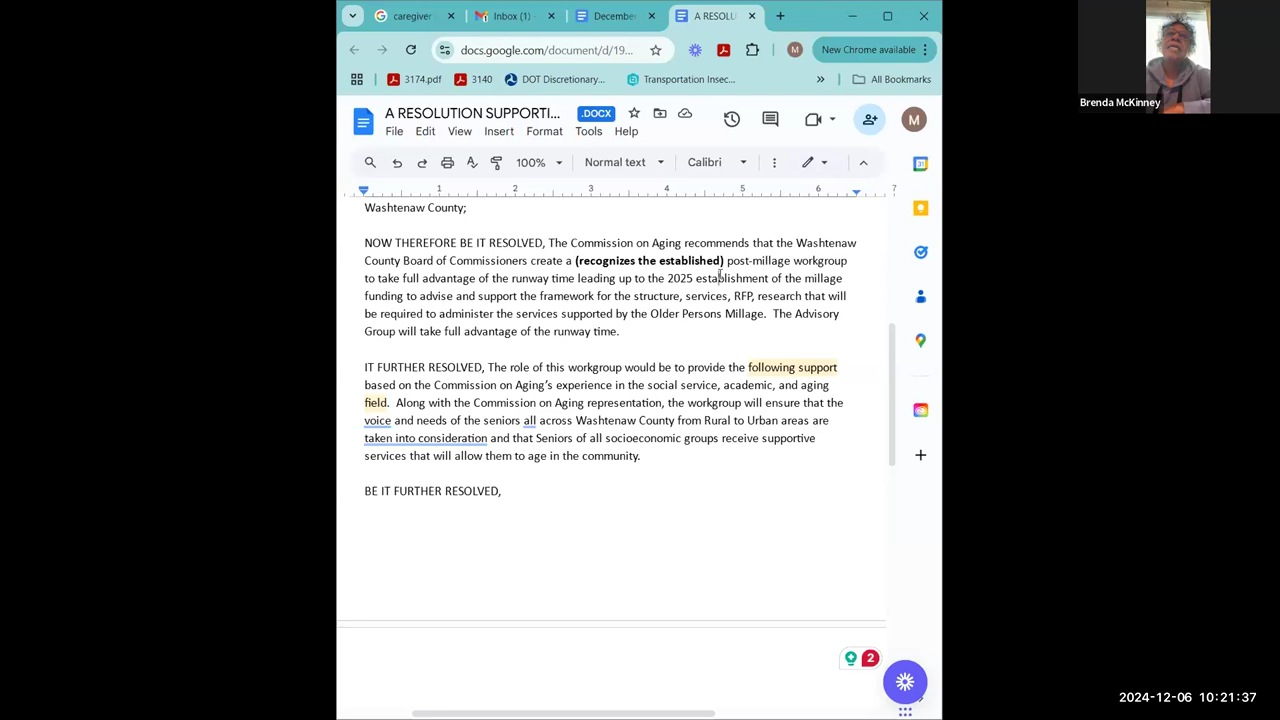 caregiver
Inbox (1)
December
A RESOLU
docs.google.com/document/d/19...
M
New Chrome available
3174.pdf
3140
DOT Discretionary...
Transportation Insec...
»
All Bookmarks
A RESOLUTION SUPPORTI...
.DOCX
File Edit View Insert Format Tools Help
M
100%
Normal text
Calibri
1 2 3 4 5 6 7
Washtenaw County;
NOW THEREFORE BE IT RESOLVED, The Commission on Aging recommends that the Washtenaw
County Board of Commissioners create a (recognizes the established) post-millage workgroup
to take full advantage of the runway time leading up to the 2025 establishment of the millage
funding to advise and support the framework for the structure, services, RFP, research that will
be required to administer the services supported by the Older Persons Millage.  The Advisory
Group will take full advantage of the runway time.
IT FURTHER RESOLVED, The role of this workgroup would be to provide the following support
based on the Commission on Aging's experience in the social service, academic, and aging
field.  Along with the Commission on Aging representation, the workgroup will ensure that the
voice and needs of the seniors all across Washtenaw County from Rural to Urban areas are
taken into consideration and that Seniors of all socioeconomic groups receive supportive
services that will allow them to age in the community.
BE IT FURTHER RESOLVED,
31
2
Brenda McKinney
2024-12-06 10:21:37